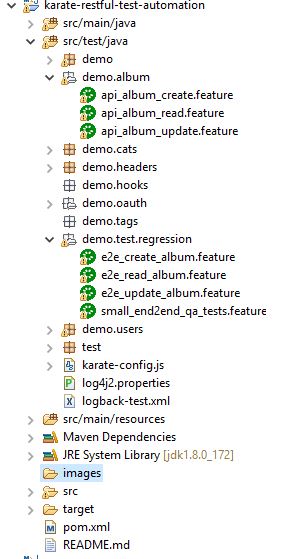 karate-restful-test-automation
src/main/java
src/test/java
demo
demo.album
api_album_create.feature
api_album_read.feature
api_album_update.feature
demo.cats
demo.headers
demo.hooks
demo.oauth
demo.tags
demo.test.regression
e2e_create_album.feature
e2e_read_album.feature
e2e_update_album.feature
small_end2end_qa_tests.feature
demo.users
test
karate-config.js
log4j2.properties
logback-test.xml
src/main/resources
Maven Dependencies
JRE System Library [jdk1.8.0_172]
images
src
target
pom.xml
README.md